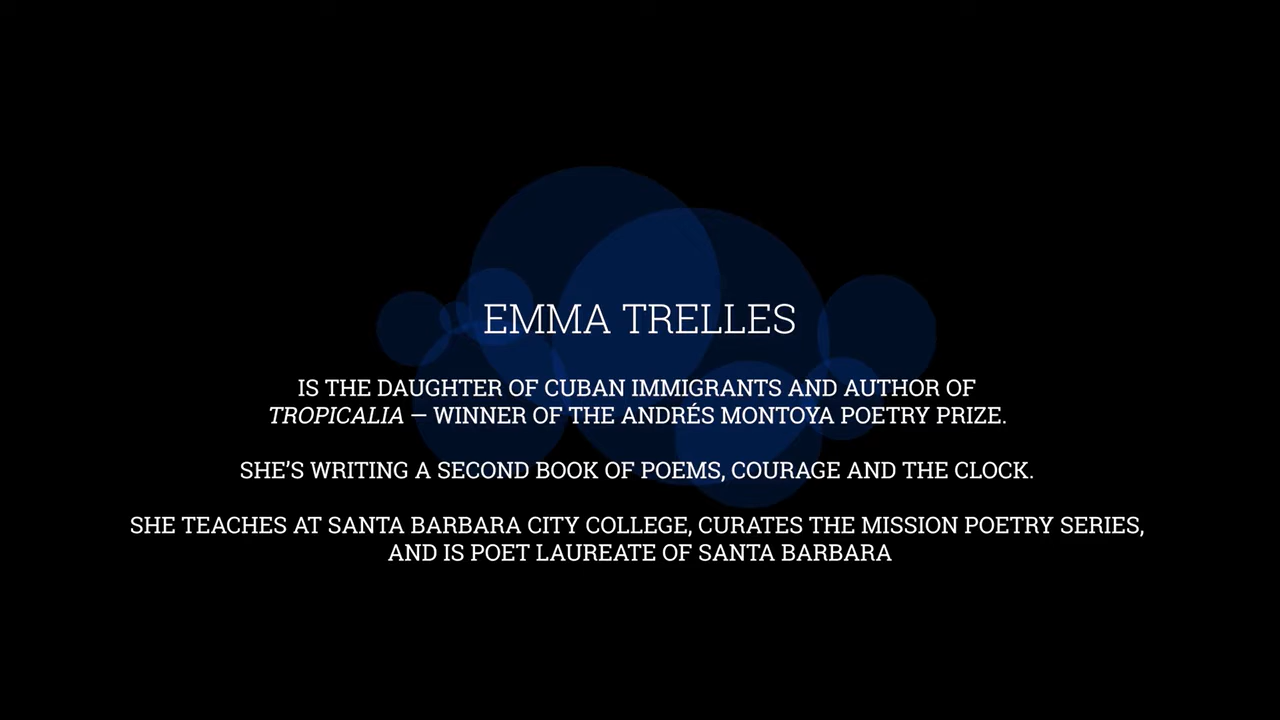 EMMA TRELLES
IS THE DAUGHTER OF CUBAN IMMIGRANTS AND AUTHOR OF
TROPICALIA — WINNER OF THE ANDRÉS MONTOYA POETRY PRIZE.
SHE’S WRITING A SECOND BOOK OF POEMS, COURAGE AND THE CLOCK.
SHE TEACHES AT SANTA BARBARA CITY COLLEGE, CURATES THE MISSION POETRY SERIES,
AND IS POET LAUREATE OF SANTA BARBARA